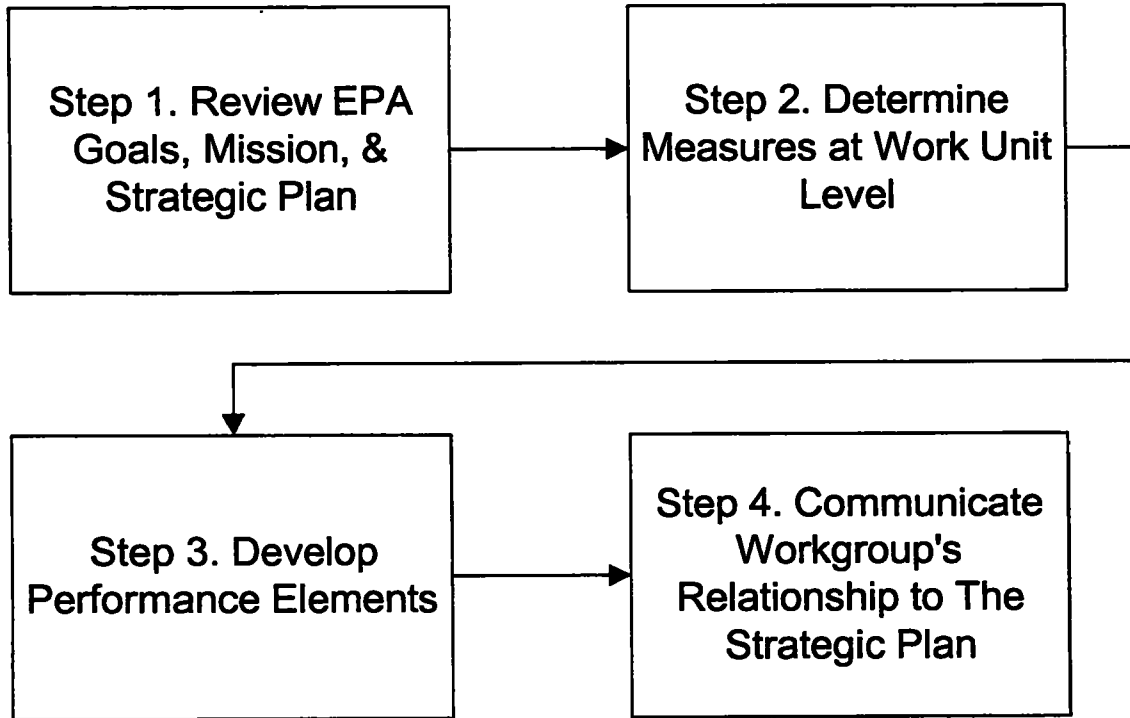 Step 1. Review EPA
Goals, Mission, &
Strategic Plan
Step 2. Determine
Measures at Work Unit
Level
Step 3. Develop
Performance Elements
Step 4. Communicate
Workgroup's
Relationship to The
Strategic Plan